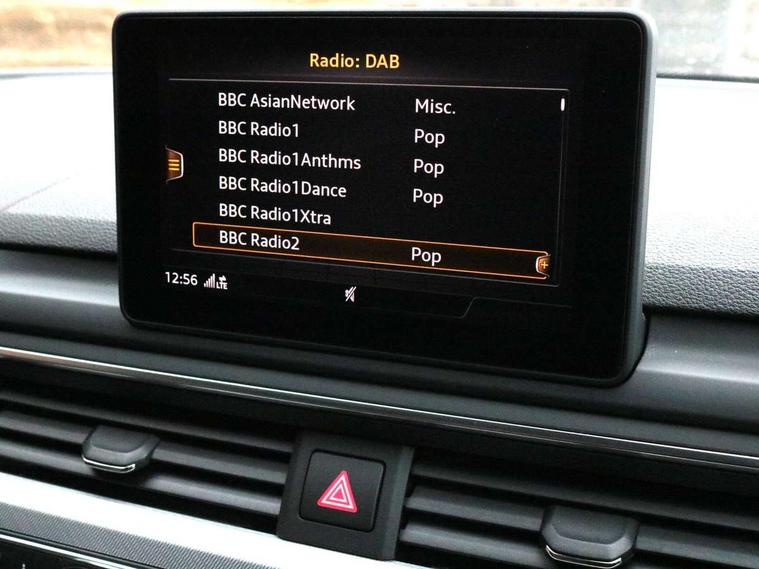 Radio: DAB
BBC AsianNetwork Misc.
BBC Radio1 Pop
BBC Radio1Anthms Pop
BBC Radio1Dance Pop
BBC Radio1Xtra
BBC Radio2 Pop
12:56 LTE